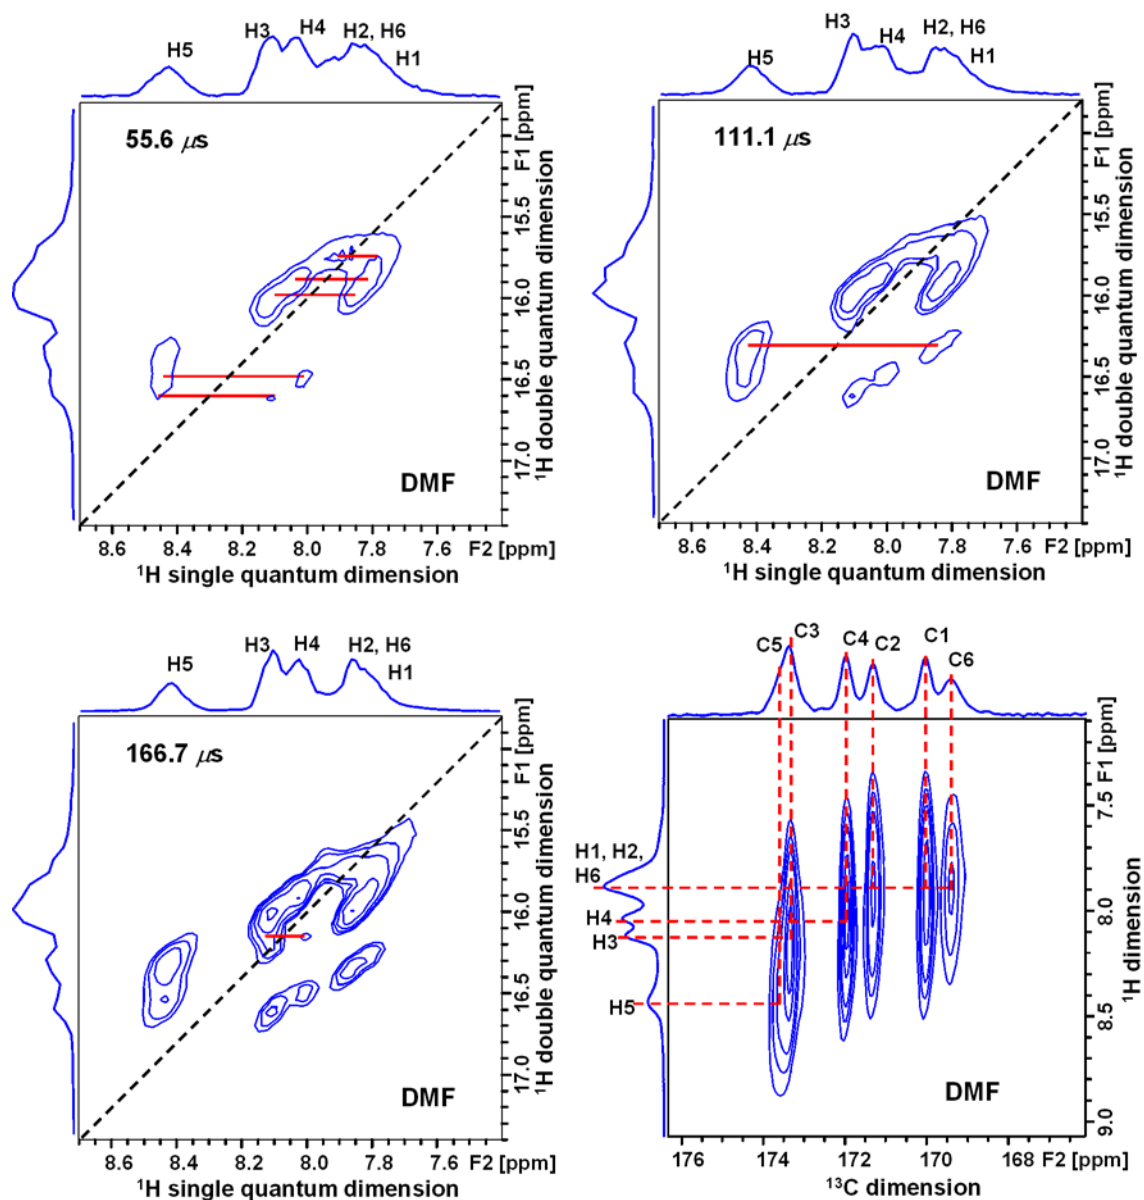 H5
H3
H4
H2, H6
H1
55.6 μs
DMF
15.5
16.0
16.5
17.0
F1 [ppm]
¹H double quantum dimension
8.6
8.4
8.2
8.0
7.8
7.6
F2 [ppm]
¹H single quantum dimension
H5
H3
H4
H2, H6
H1
111.1 μs
DMF
15.5
16.0
16.5
17.0
F1 [ppm]
¹H double quantum dimension
8.6
8.4
8.2
8.0
7.8
7.6
F2 [ppm]
¹H single quantum dimension
H5
H3
H4
H2, H6
H1
166.7 μs
DMF
15.5
16.0
16.5
17.0
F1 [ppm]
¹H double quantum dimension
8.6
8.4
8.2
8.0
7.8
7.6
F2 [ppm]
¹H single quantum dimension
C5
C3
C4
C2
C1
C6
H1, H2,
H6
H4
H3
H5
DMF
7.5
8.0
8.5
9.0
F1 [ppm]
¹H dimension
176
174
172
170
168
F2 [ppm]
¹³C dimension